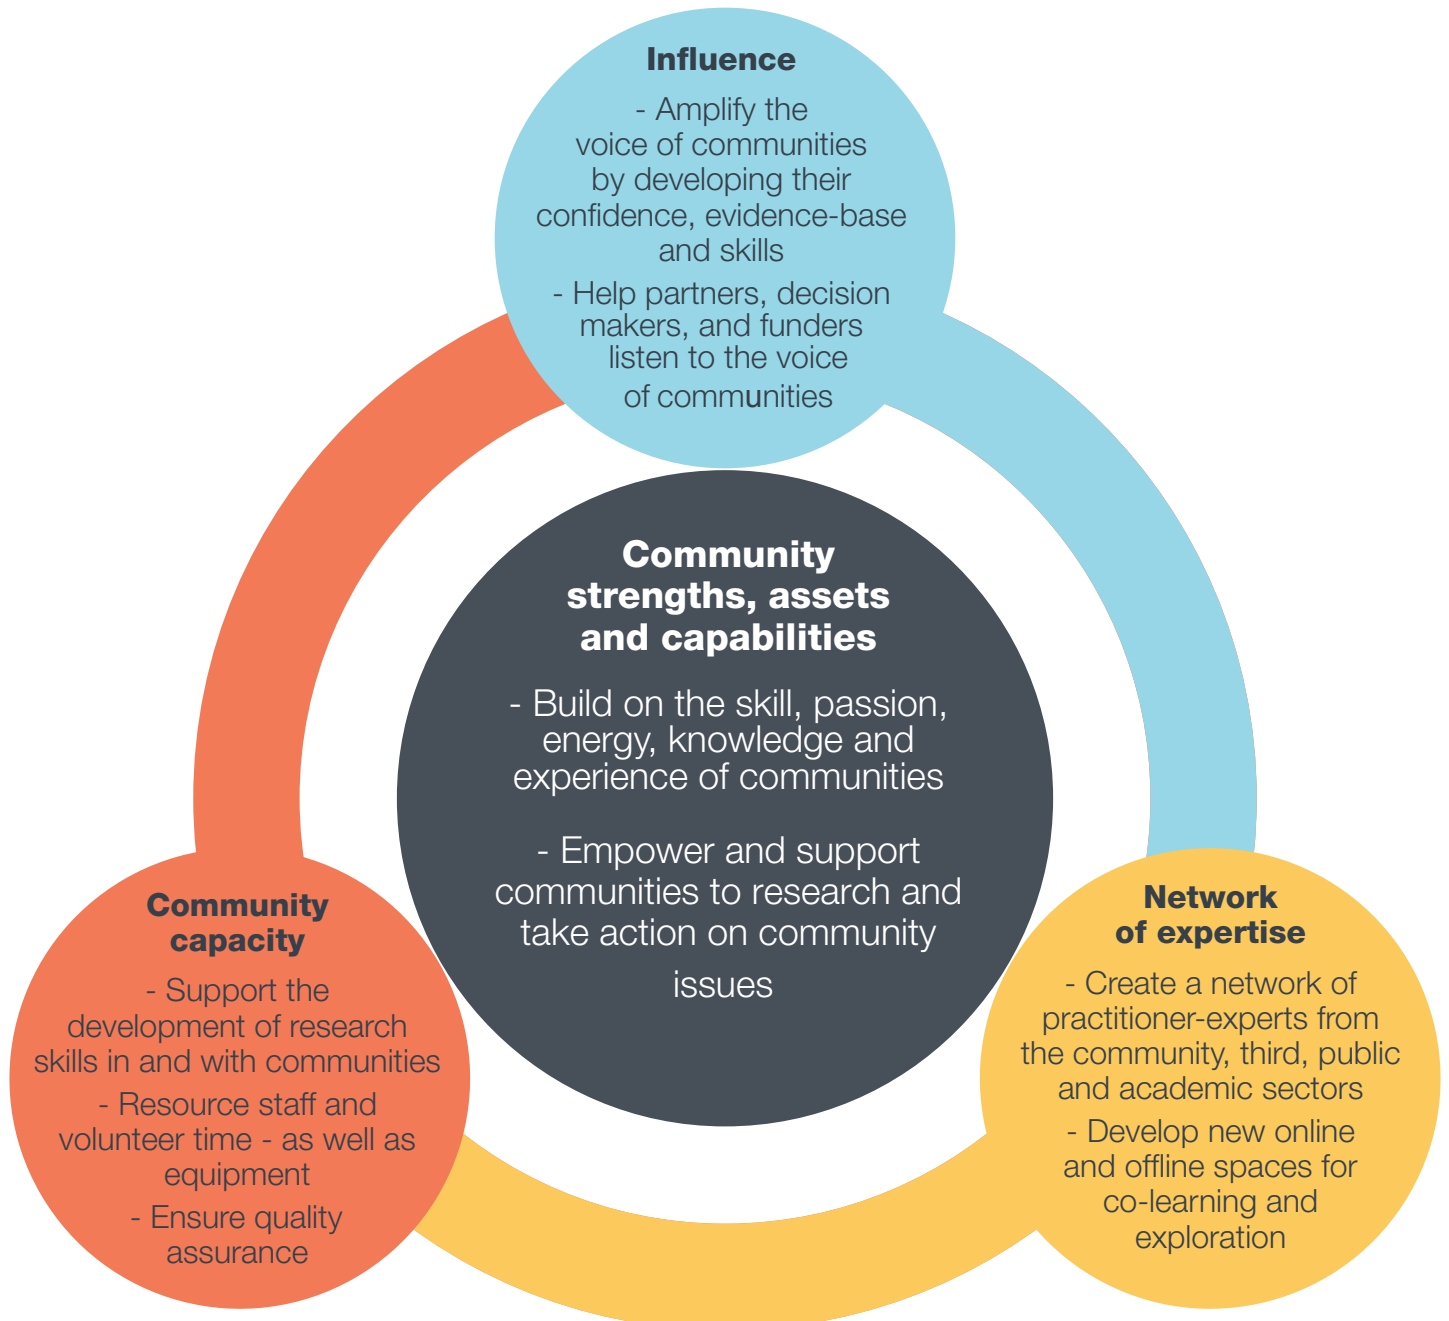 Influence
- Amplify the
voice of communities
by developing their
confidence, evidence-base
and skills
- Help partners, decision
makers, and funders
listen to the voice
of communities
Community
strengths, assets
and capabilities
- Build on the skill, passion,
energy, knowledge and
experience of communities
- Empower and support
communities to research and
take action on community
issues
Community
capacity
- Support the
development of research
skills in and with communities
- Resource staff and
volunteer time - as well as
equipment
- Ensure quality
assurance
Network
of expertise
- Create a network of
practitioner-experts from
the community, third, public
and academic sectors
- Develop new online
and offline spaces for
co-learning and
exploration